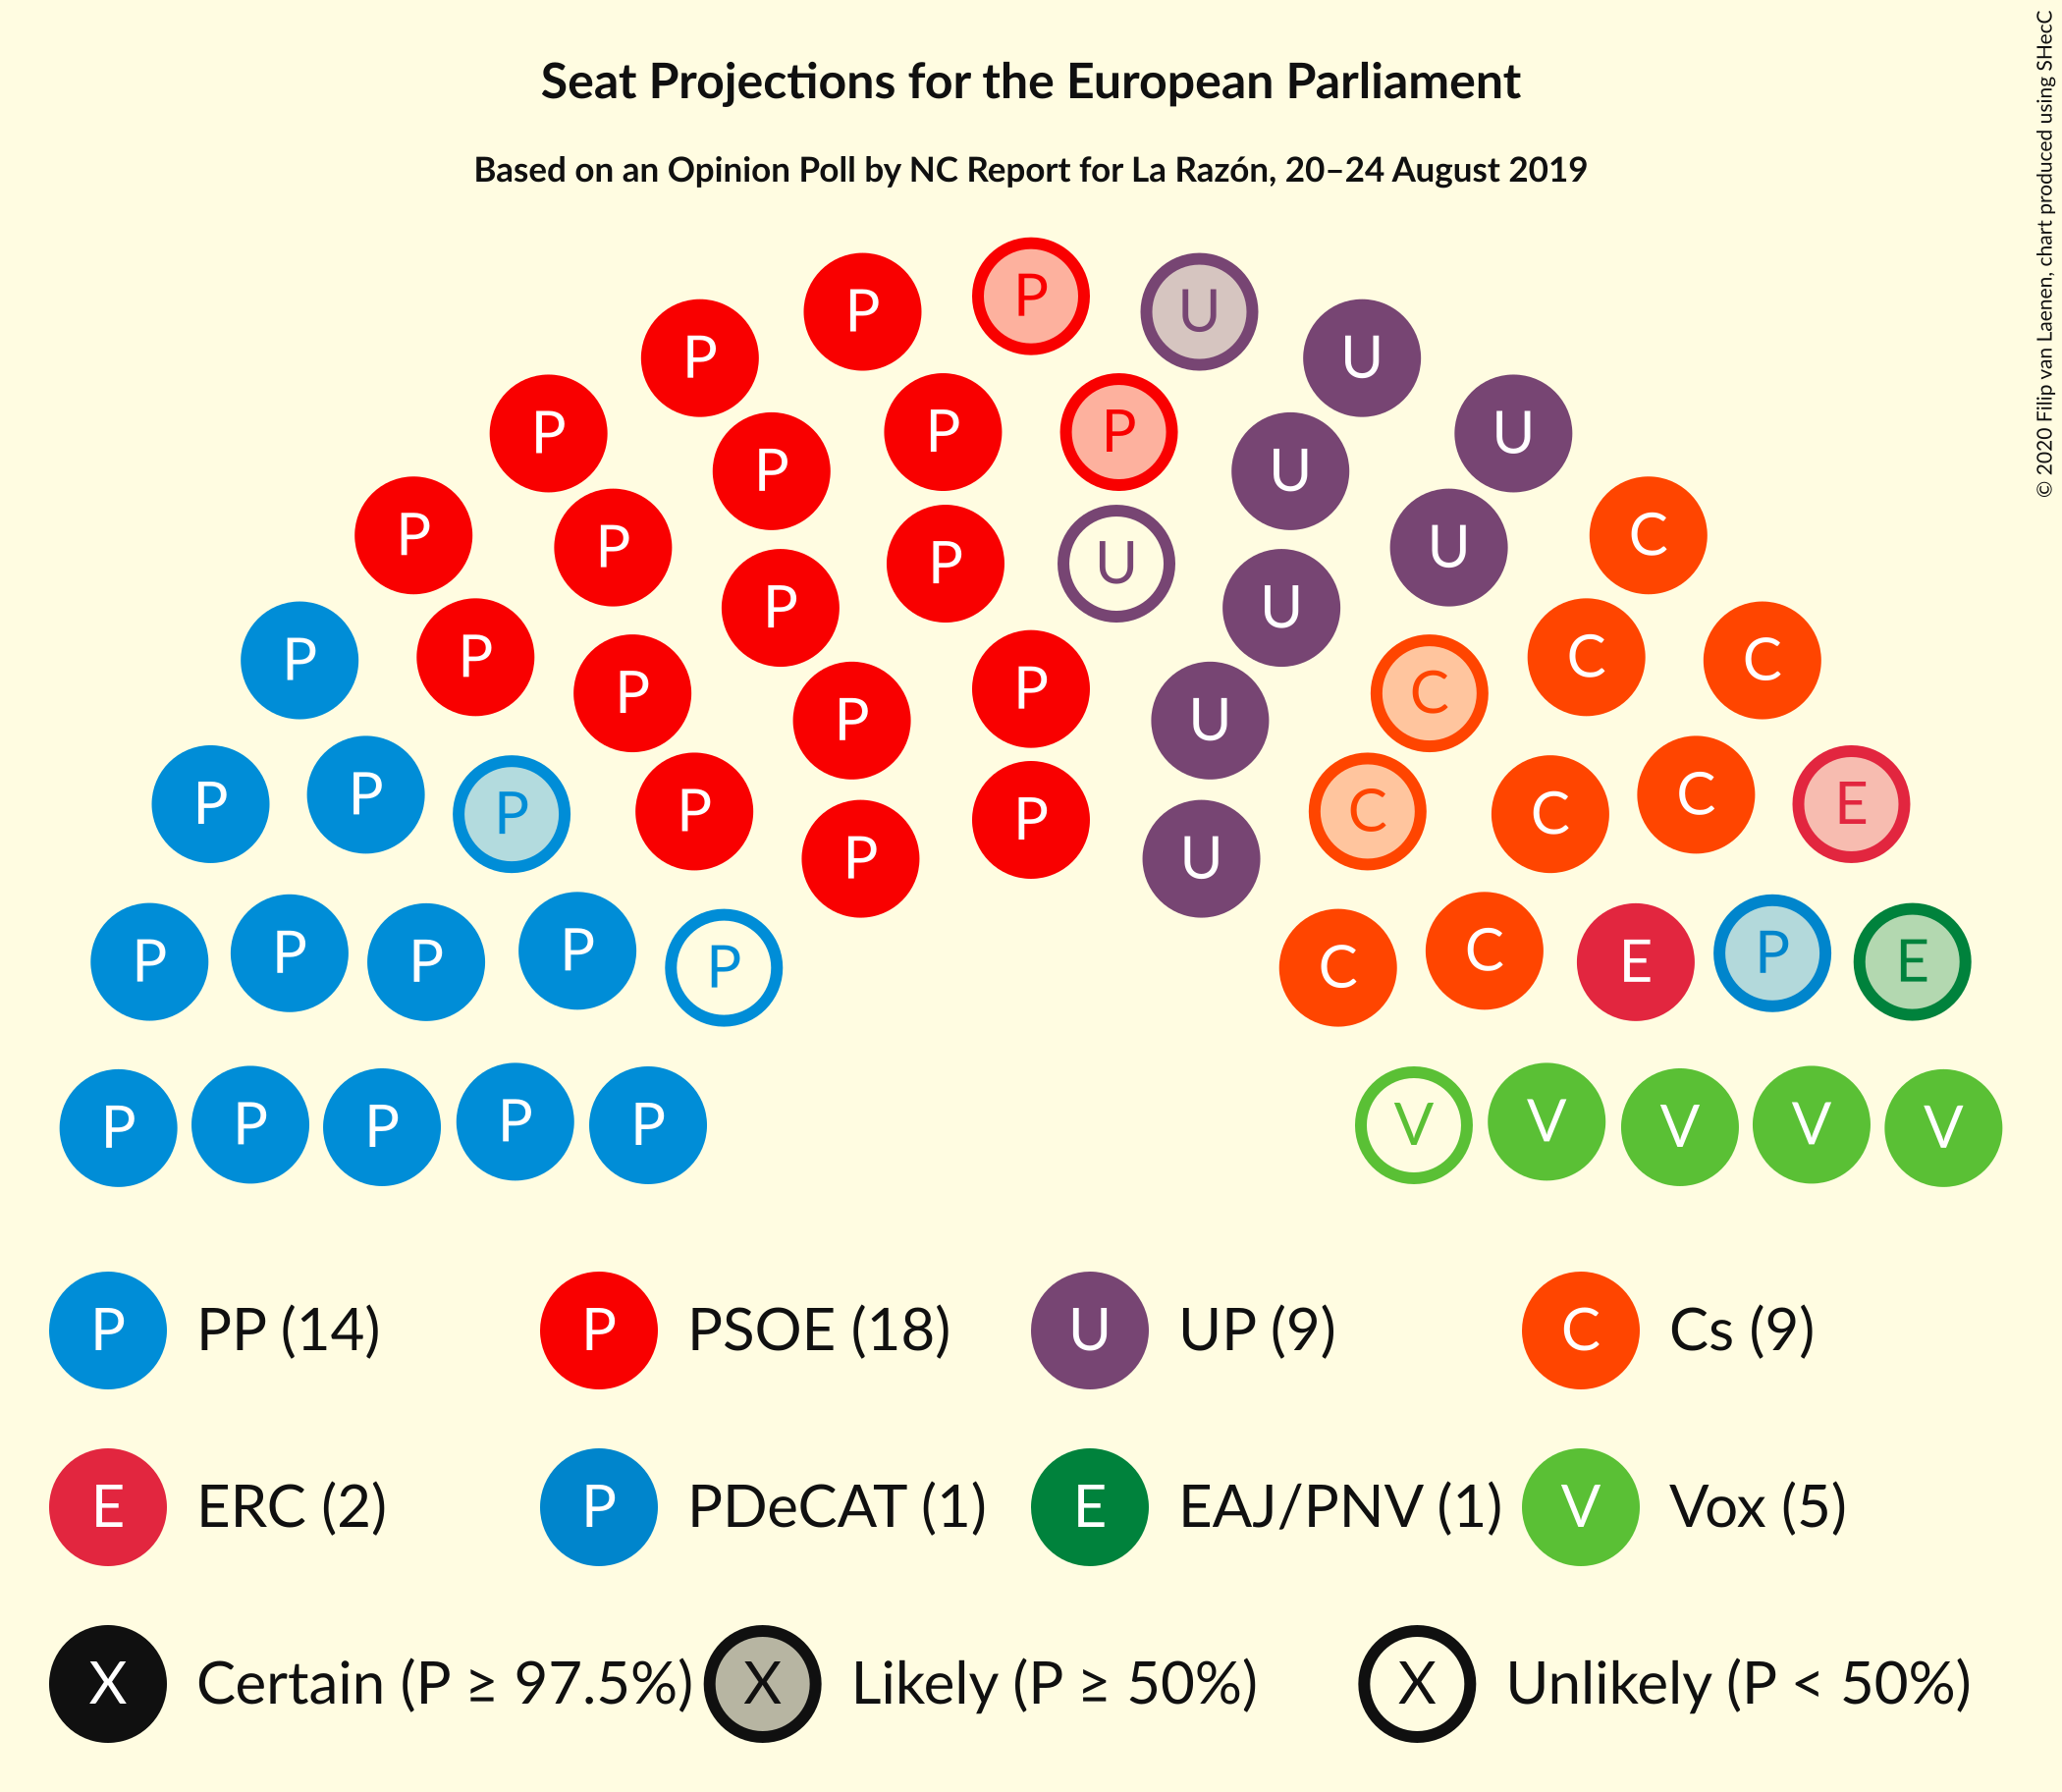 Seat Projections for the European Parliament
Based on an Opinion Poll by NC Report for La Razón, 20–24 August 2019
© 2020 Filip van Laenen, chart produced using SHecC
P
P U
P U
P P P U
P U
P C
P P U U
P U
P P C C
P P C
P U
P P P P P C C C E
P U
P P P P P C C E P E
P P P P P V V V V V
P PP (14) P PSOE (18) U UP (9) C Cs (9)
E ERC (2) P PDeCAT (1) E EAJ/PNV (1) V Vox (5)
X Certain (P ≥ 97.5%) X Likely (P ≥ 50%) X Unlikely (P < 50%)